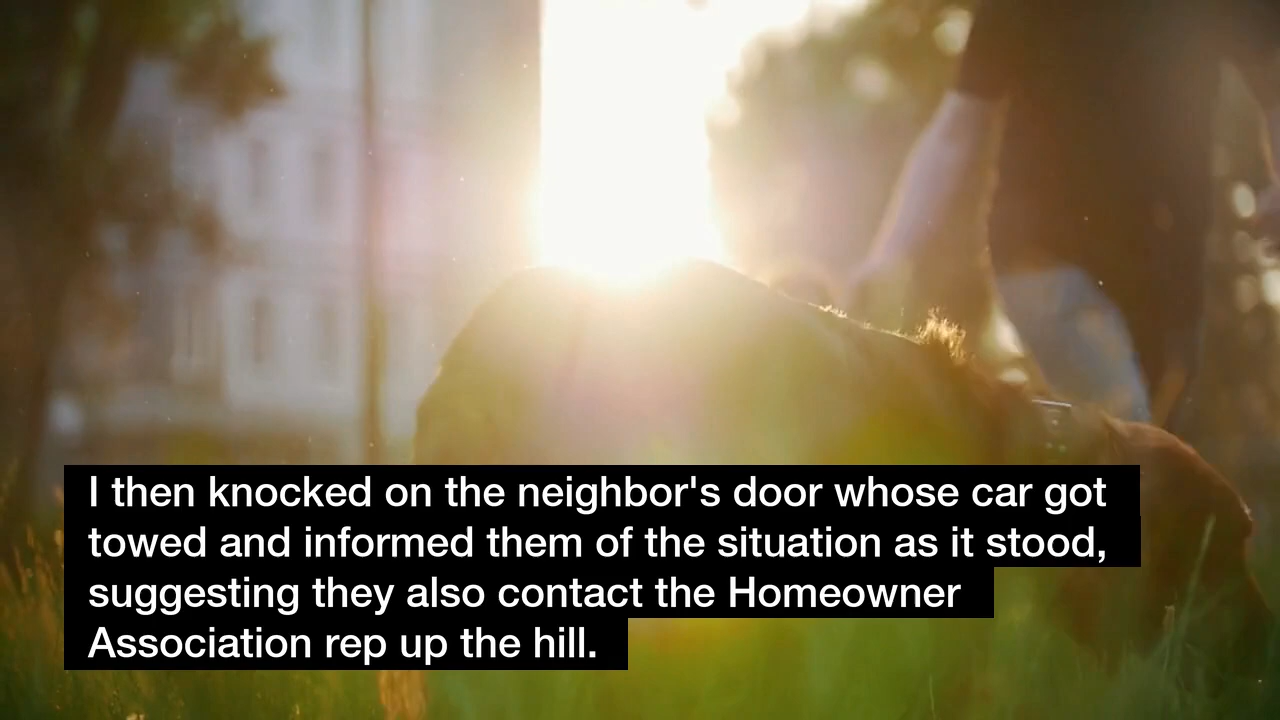 I then knocked on the neighbor's door whose car got
towed and informed them of the situation as it stood,
suggesting they also contact the Homeowner
Association rep up the hill.